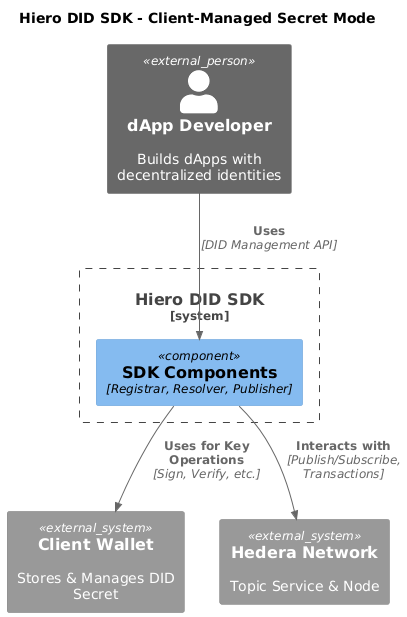 Hiero DID SDK - Client-Managed Secret Mode
«external_person»
dApp Developer
Builds dApps with
decentralized identities
Uses
[DID Management API]
Hiero DID SDK
[system]
«component»
SDK Components
[Registrar, Resolver, Publisher]
Uses for Key
Operations
[Sign, Verify, etc.]
Interacts with
[Publish/Subscribe,
Transactions]
«external_system»
Client Wallet
Stores & Manages DID
Secret
«external_system»
Hedera Network
Topic Service & Node